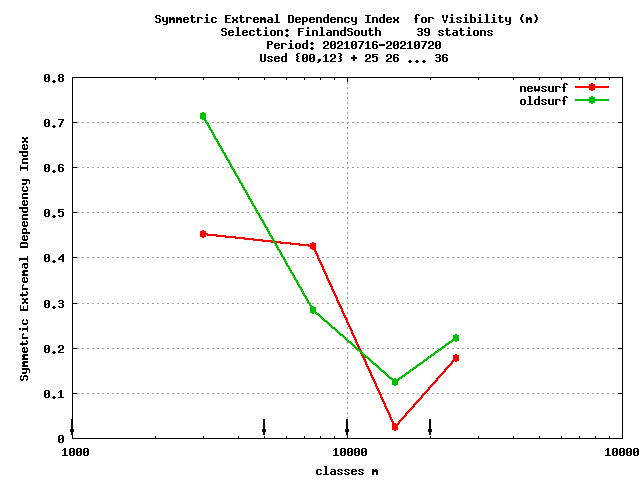 Symmetric Extremal Dependency Index  for Visibility (m)
Selection: FinlandSouth     39 stations
Period: 20210716-20210720
Used {00,12} + 25 26 ... 36
newsurf
oldsurf
Symmetric Extremal Dependency Index
0.8
0.7
0.6
0.5
0.4
0.3
0.2
0.1
0
1000
10000
10000
classes m